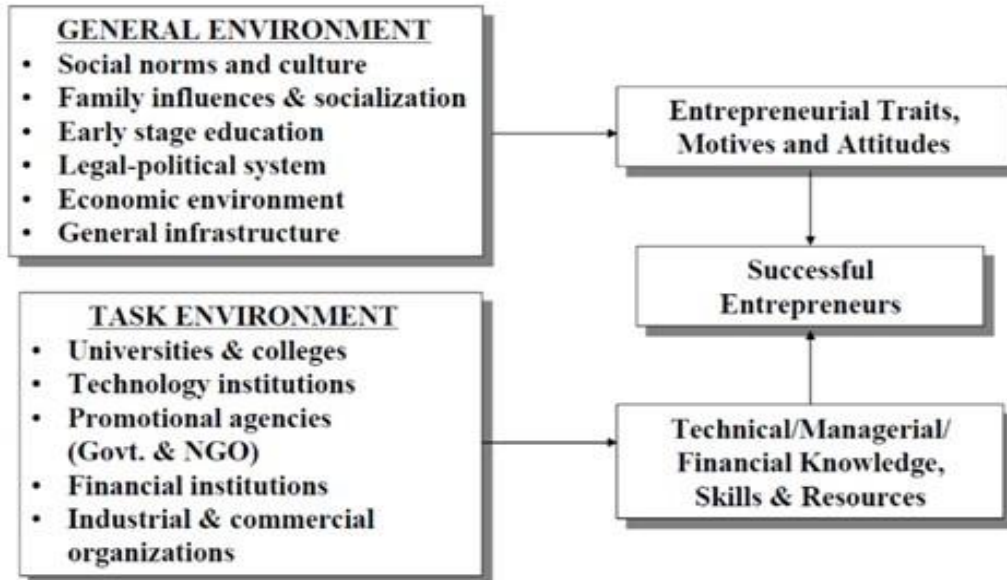 GENERAL ENVIRONMENT
• Social norms and culture
• Family influences & socialization
• Early stage education
• Legal-political system
• Economic environment
• General infrastructure
Entrepreneurial Traits,
Motives and Attitudes
Successful
Entrepreneurs
TASK ENVIRONMENT
• Universities & colleges
• Technology institutions
• Promotional agencies
(Govt. & NGO)
• Financial institutions
• Industrial & commercial
organizations
Technical/Managerial/
Financial Knowledge,
Skills & Resources